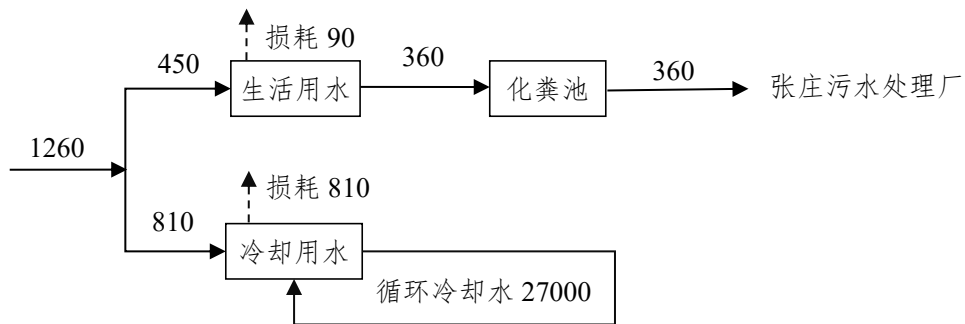 损耗 90
450
生活用水
360
化粪池
360
张庄污水处理厂
1260
损耗 810
810
冷却用水
循环冷却水 27000